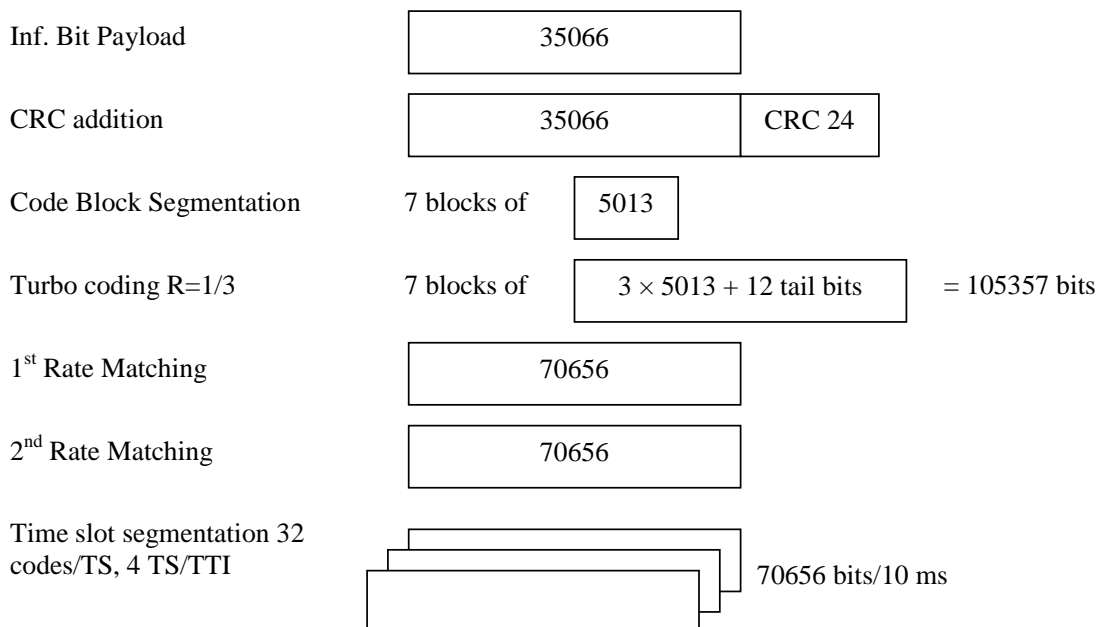 Inf. Bit Payload 35066
CRC addition 35066 CRC 24
Code Block Segmentation 7 blocks of 5013
Turbo coding R=1/3 7 blocks of 3 × 5013 + 12 tail bits = 105357 bits
1st Rate Matching 70656
2nd Rate Matching 70656
Time slot segmentation 32
codes/TS, 4 TS/TTI
70656 bits/10 ms